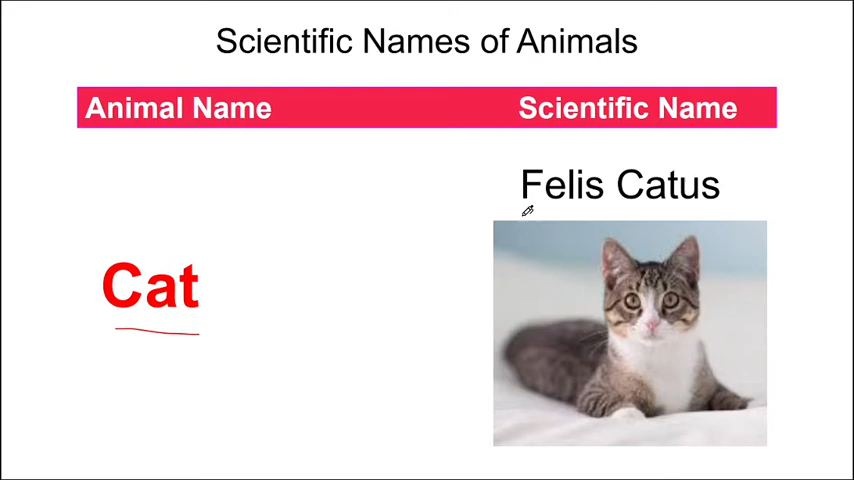 Scientific Names of Animals
Animal Name Scientific Name
Felis Catus
Cat